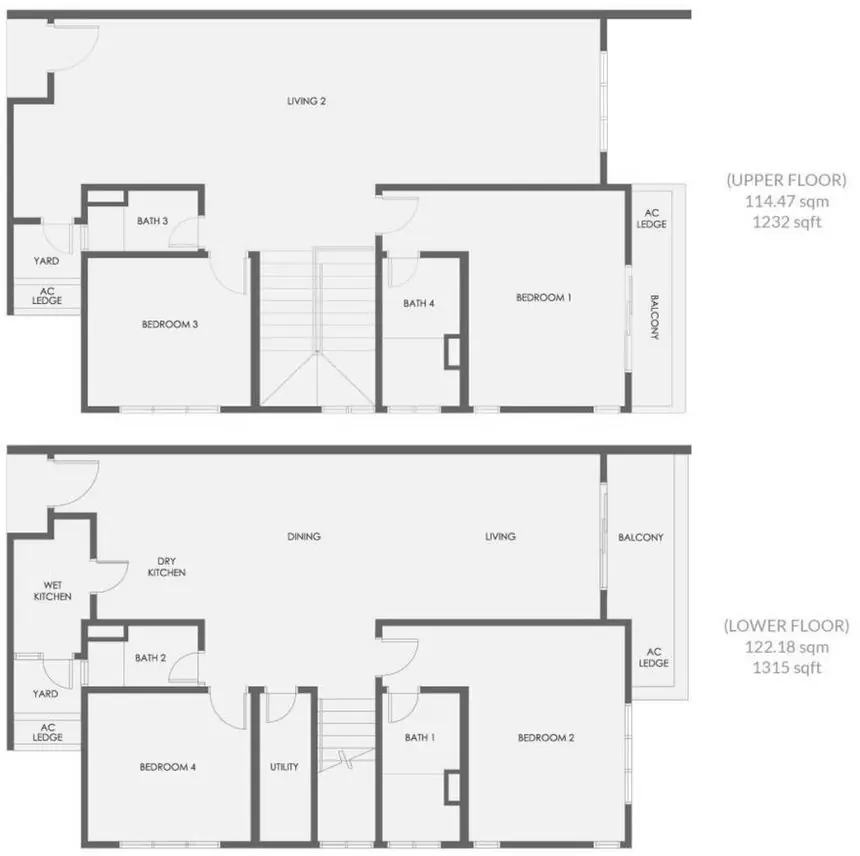 LIVING 2
(UPPER FLOOR)
114.47 sqm
1232 sqft
BATH 3
AC
LEDGE
YARD
AC
LEDGE
BEDROOM 3
BATH 4
BEDROOM 1
BALCONY
DINING
LIVING
BALCONY
DRY
KITCHEN
WET
KITCHEN
(LOWER FLOOR)
122.18 sqm
1315 sqft
BATH 2
AC
LEDGE
YARD
AC
LEDGE
BEDROOM 4
UTILITY
BATH 1
BEDROOM 2